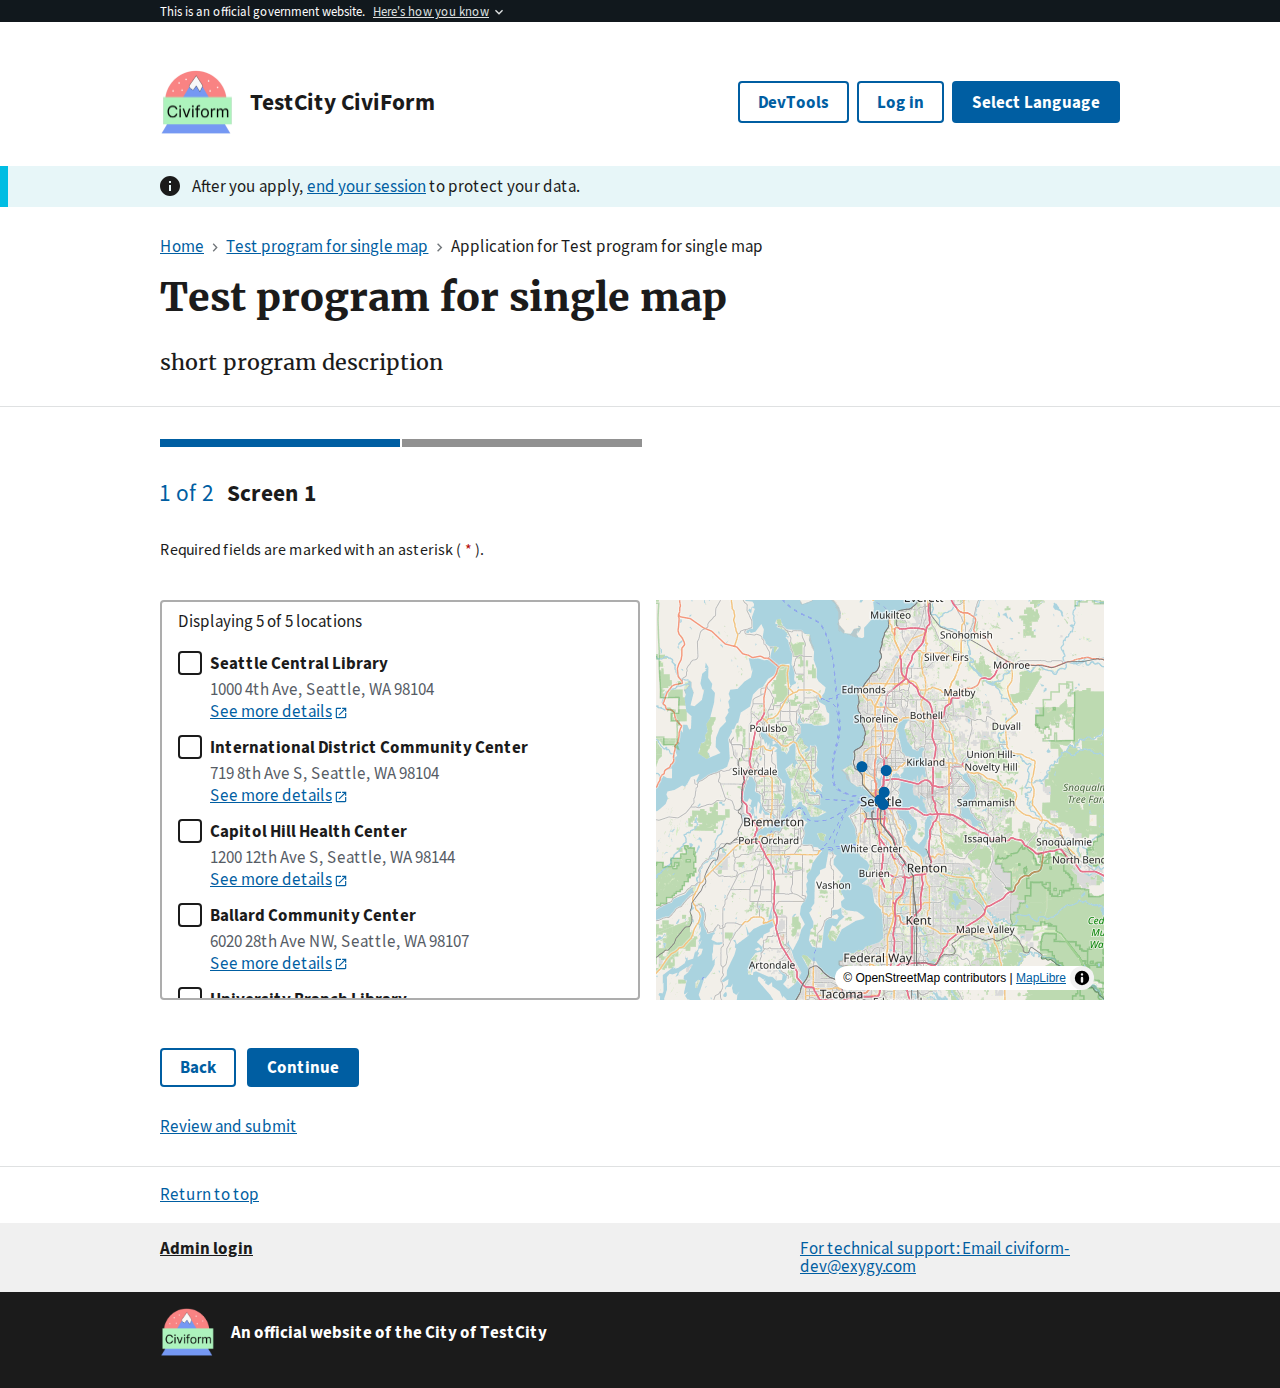 This is an official government website. Here's how you know
Civiform
TestCity CiviForm
DevTools
Log in
Select Language
After you apply, end your session to protect your data.
Home > Test program for single map > Application for Test program for single map
Test program for single map
short program description
1 of 2 Screen 1
Required fields are marked with an asterisk ( * ).
Displaying 5 of 5 locations
Seattle Central Library
1000 4th Ave, Seattle, WA 98104
See more details
International District Community Center
719 8th Ave S, Seattle, WA 98104
See more details
Capitol Hill Health Center
1200 12th Ave S, Seattle, WA 98144
See more details
Ballard Community Center
6020 28th Ave NW, Seattle, WA 98107
See more details
University Branch Library
Everett
Mukilteo
Snohomish
Silver Firs
Monroe
Edmonds
Maltby
Shoreline
Bothell
Duvall
Poulsbo
Union Hill-
Novelty Hill
Kirkland
Silverdale
Seattle
Sammamish
Bremerton
Port Orchard
White Center
Issaquah
Snoqualmie
North Bend
Burien
Renton
Vashon
Kent
Maple Valley
Federal Way
Artondale
Tacoma
© OpenStreetMap contributors | MapLibre
Back
Continue
Review and submit
Return to top
Admin login
For technical support: Email civiform-
dev@exygy.com
Civiform
An official website of the City of TestCity